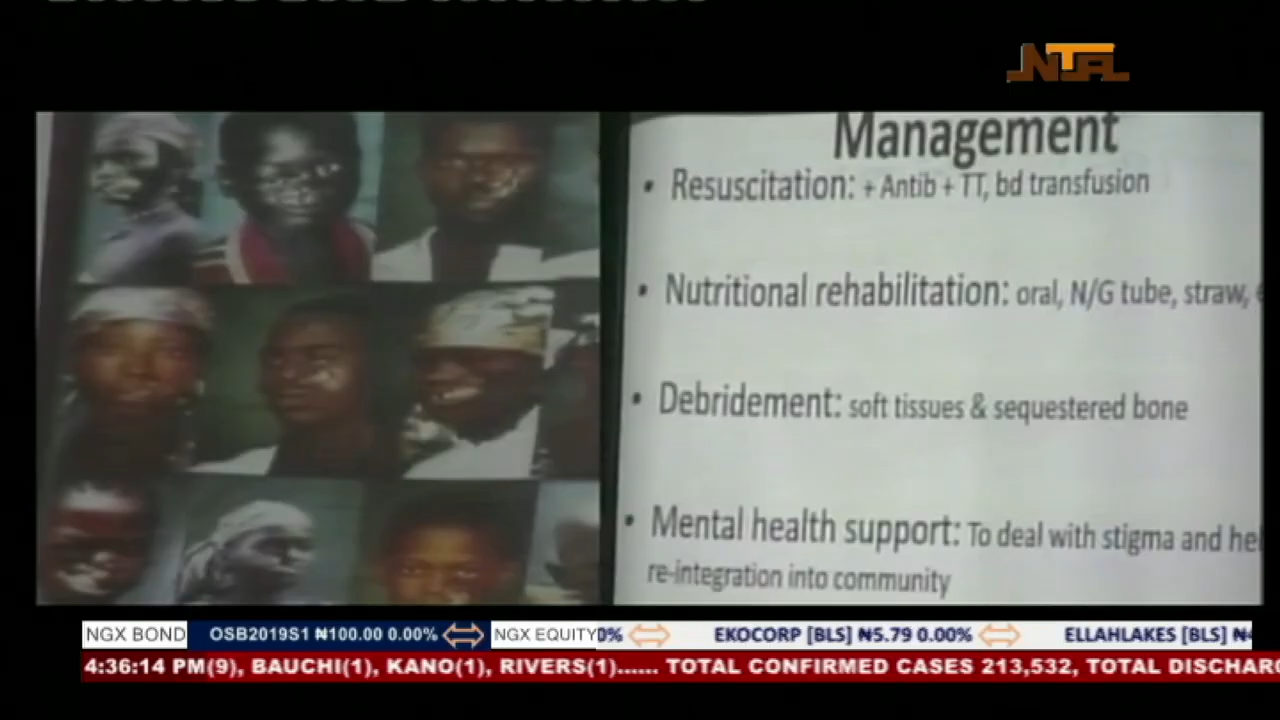 NTA
Management
• Resuscitation: + Antib + TT, bd transfusion
• Nutritional rehabilitation: oral, N/G tube, straw,
• Debridement: soft tissues & sequestered bone
• Mental health support: To deal with stigma and hel
re-integration into community
NGX BOND OSB2019S1 ₦100.00 0.00% NGX EQUITY 0% EKOCORP [BLS] ₦5.79 0.00% ELLAHLAKES [BLS] ₦
4:36:14 PM(9), BAUCHI(1), KANO(1), RIVERS(1)...... TOTAL CONFIRMED CASES 213,532, TOTAL DISCHARG